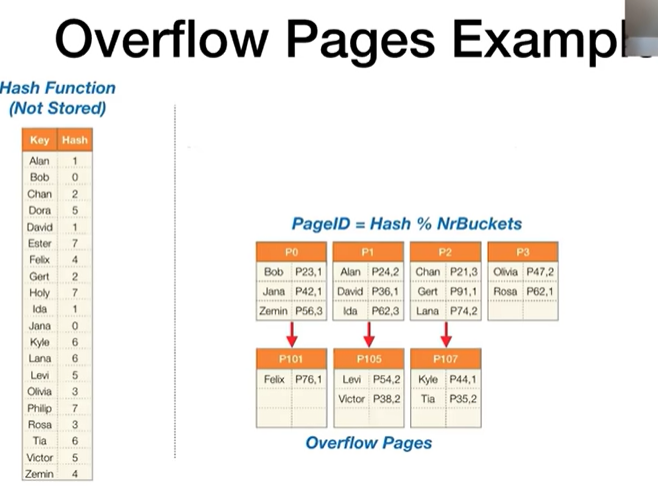 Overflow Pages Exampl
Hash Function
(Not Stored)
Key Hash
Alan 1
Bob 0
Chan 2
Dora 5
David 1
Ester 7
Felix 4
Gert 2
Holy 7
Ida 1
Jana 0
Kyle 6
Lana 6
Levi 5
Olivia 3
Philip 7
Rosa 3
Tia 6
Victor 5
Zemin 4
PageID = Hash % NrBuckets
P0 P1 P2 P3
Bob P23,1 Alan P24,2 Chan P21,3 Olivia P47,2
Jana P42,1 David P36,1 Gert P91,1 Rosa P62,1
Zemin P56,3 Ida P62,3 Lana P74,2
P101 P105 P107
Felix P76,1 Levi P54,2 Kyle P44,1
Victor P38,2 Tia P35,2
Overflow Pages